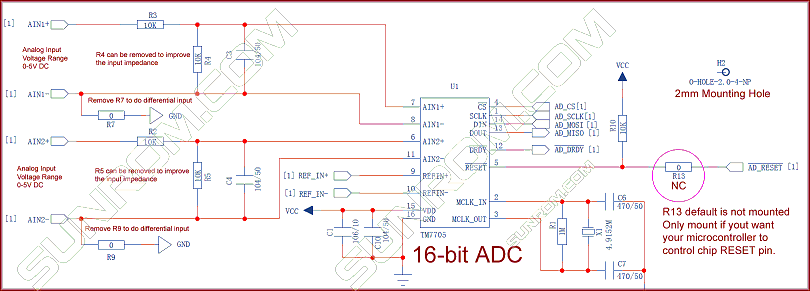 [1] AIN1+
R3
10K
Analog Input
Voltage Range
0-5V DC
R4 can be removed to improve
the input impedance
10K
R4
C3
104/50
[1] AIN1-
Remove R7 to do differential input
0
R7
GND
[1] AIN2+
R2
10K
Analog Input
Voltage Range
0-5V DC
R5 can be removed to improve
the input impedance
10K
R5
C4
104/50
[1] AIN2-
Remove R9 to do differential input
0
R9
GND
U1
7 AIN1+
8 AIN1-
6 AIN2+
11 AIN2-
[1] REF_IN+ 9 REFIN+
[1] REF_IN- 10 REFIN-
VCC 15 VDD
16 GND
CS 4 AD_CS[1]
SCLK 1 AD_SCLK[1]
DIN 14 AD_MOSI [1]
DOUT 13 AD_MISO [1]
DRDY 12 AD_DRDY [1]
RESET 5
MCLK_IN 2
MCLK_OUT 3
TM7705
C1
106/10
C10
104/50
16-bit ADC
VCC
R10
10K
H2
0-HOLE-2.0-4-NP
2mm Mounting Hole
0
R13
NC
AD_RESET [1]
R13 default is not mounted
Only mount if yout want
your microcontroller to
control chip RESET pin.
R1
1M
X1
4.9152M
C6
470/50
C7
470/50
SUNROM.COM
SUNROM.COM
SUNROM.COM
SUNROM.COM